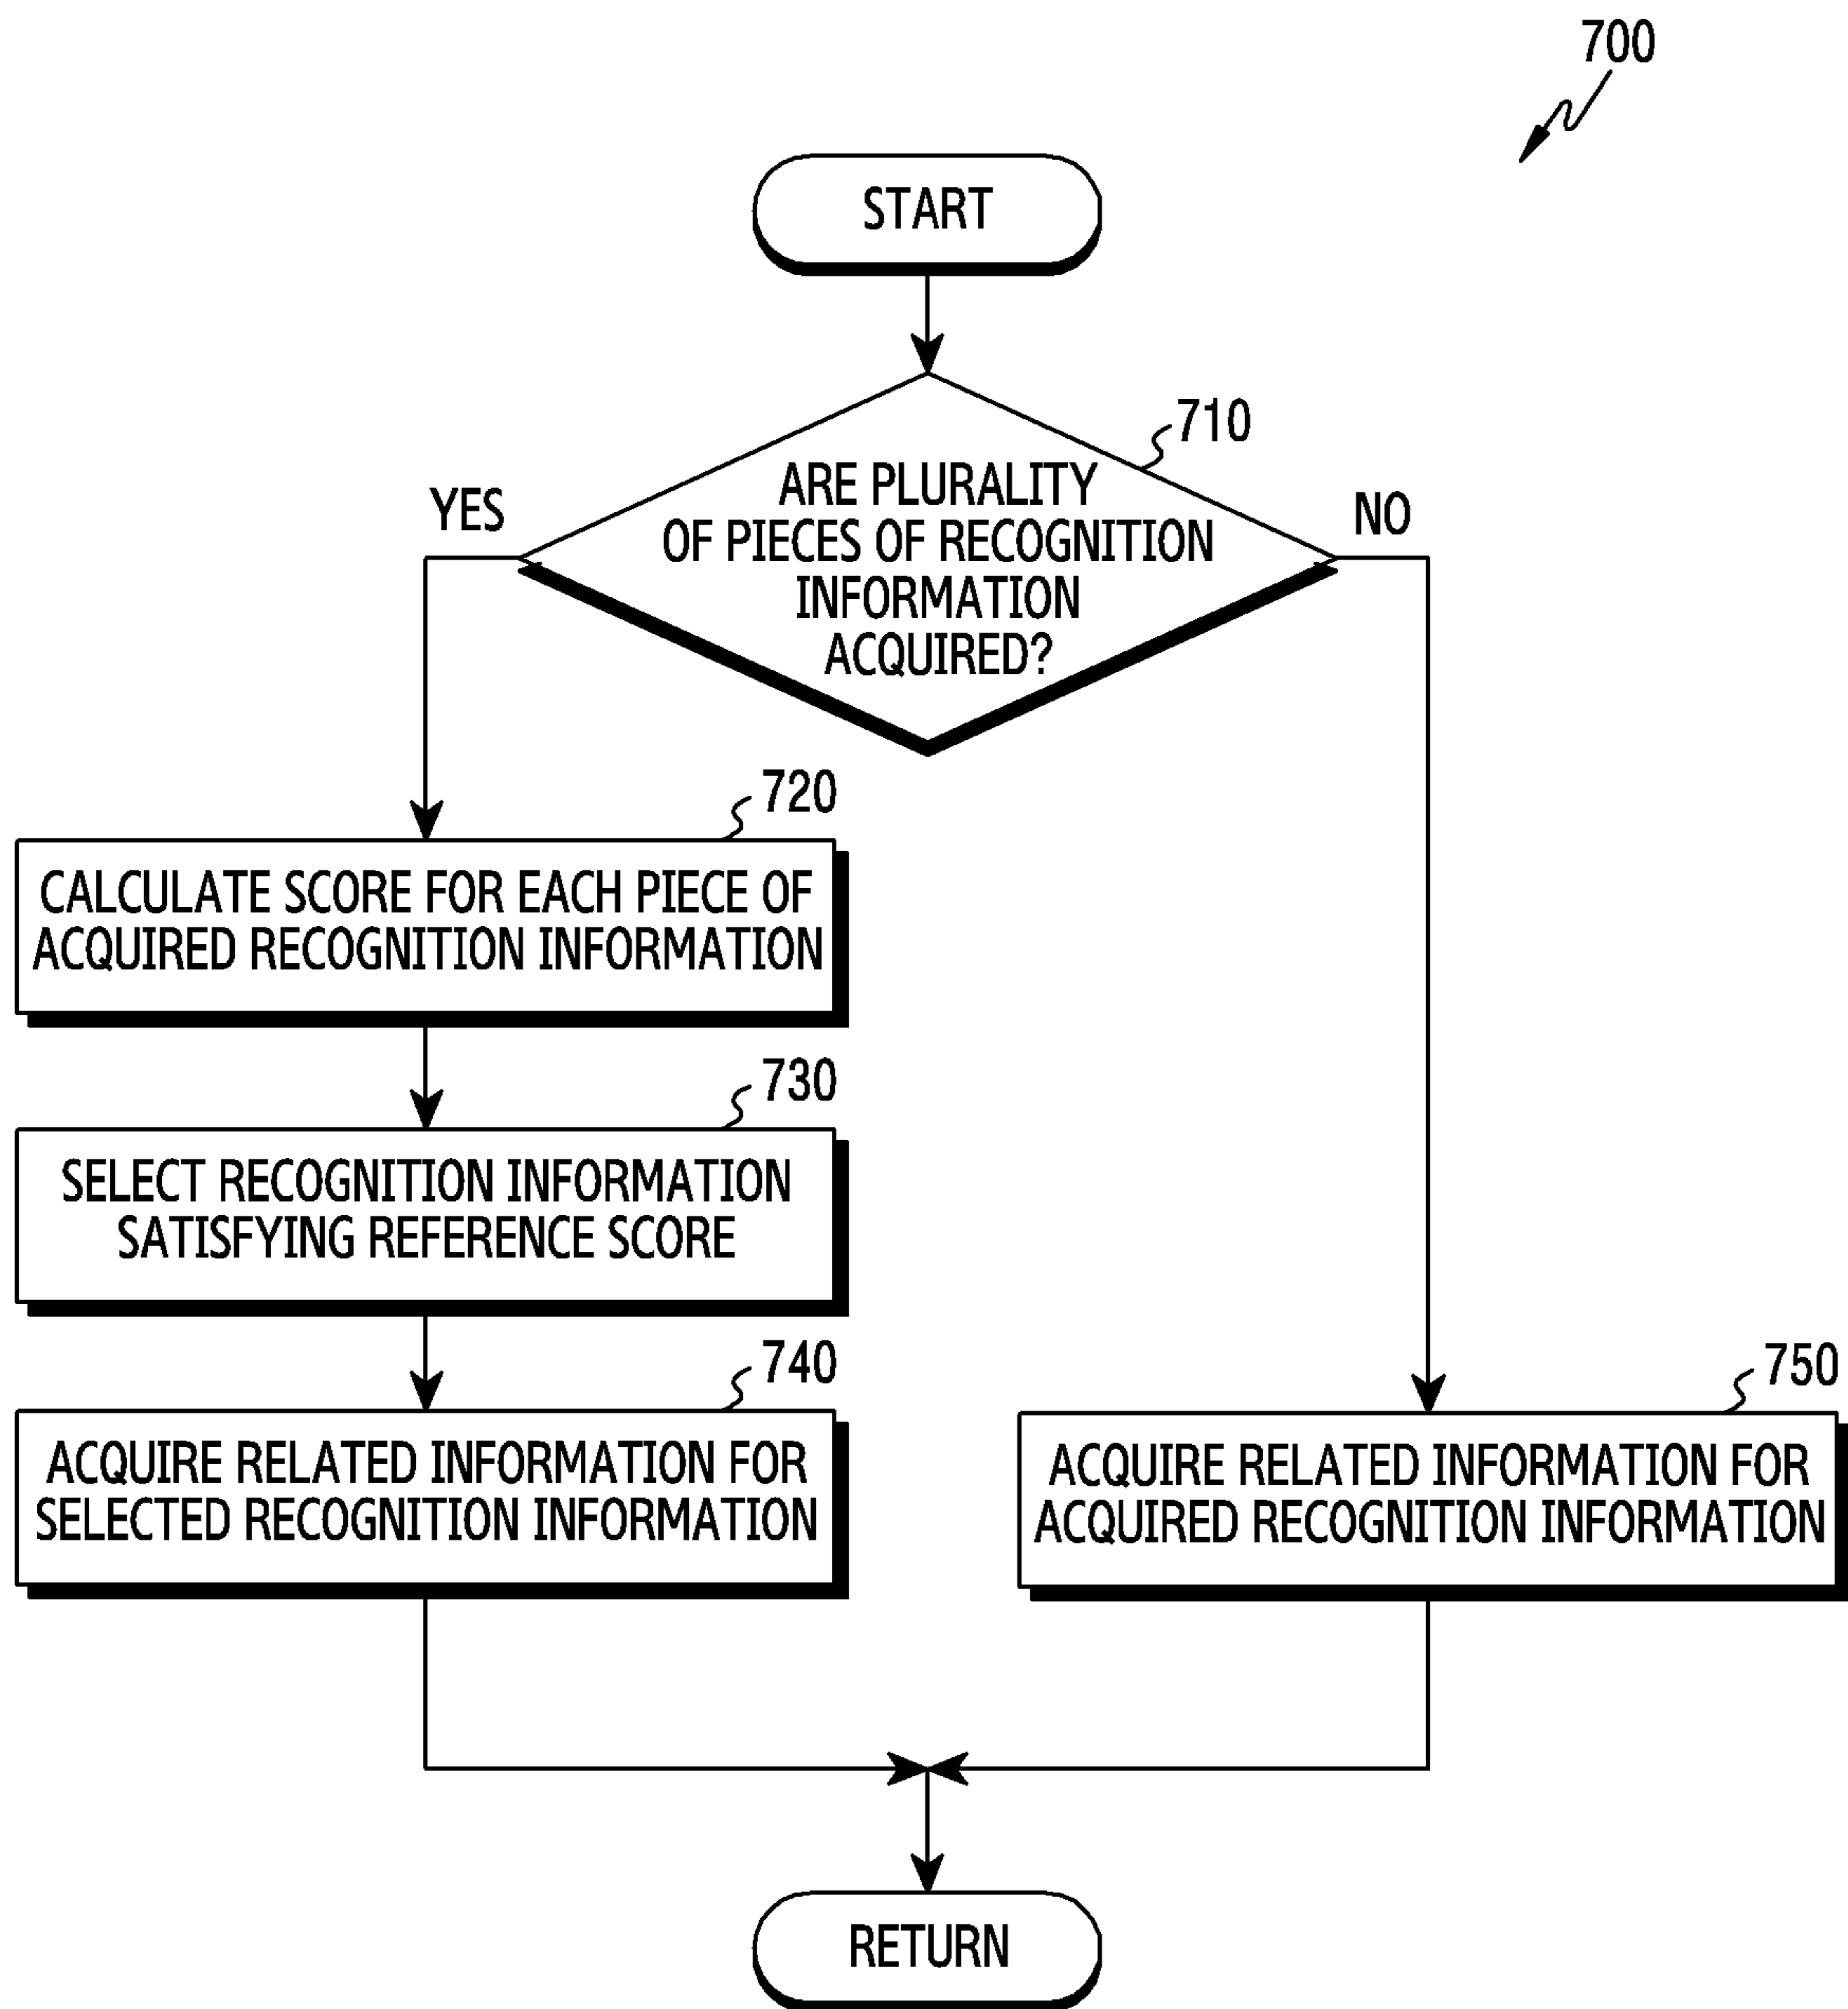 700
START
710
ARE PLURALITY
OF PIECES OF RECOGNITION
INFORMATION
ACQUIRED?
YES
NO
720
CALCULATE SCORE FOR EACH PIECE OF
ACQUIRED RECOGNITION INFORMATION
730
SELECT RECOGNITION INFORMATION
SATISFYING REFERENCE SCORE
740
ACQUIRE RELATED INFORMATION FOR
SELECTED RECOGNITION INFORMATION
750
ACQUIRE RELATED INFORMATION FOR
ACQUIRED RECOGNITION INFORMATION
RETURN